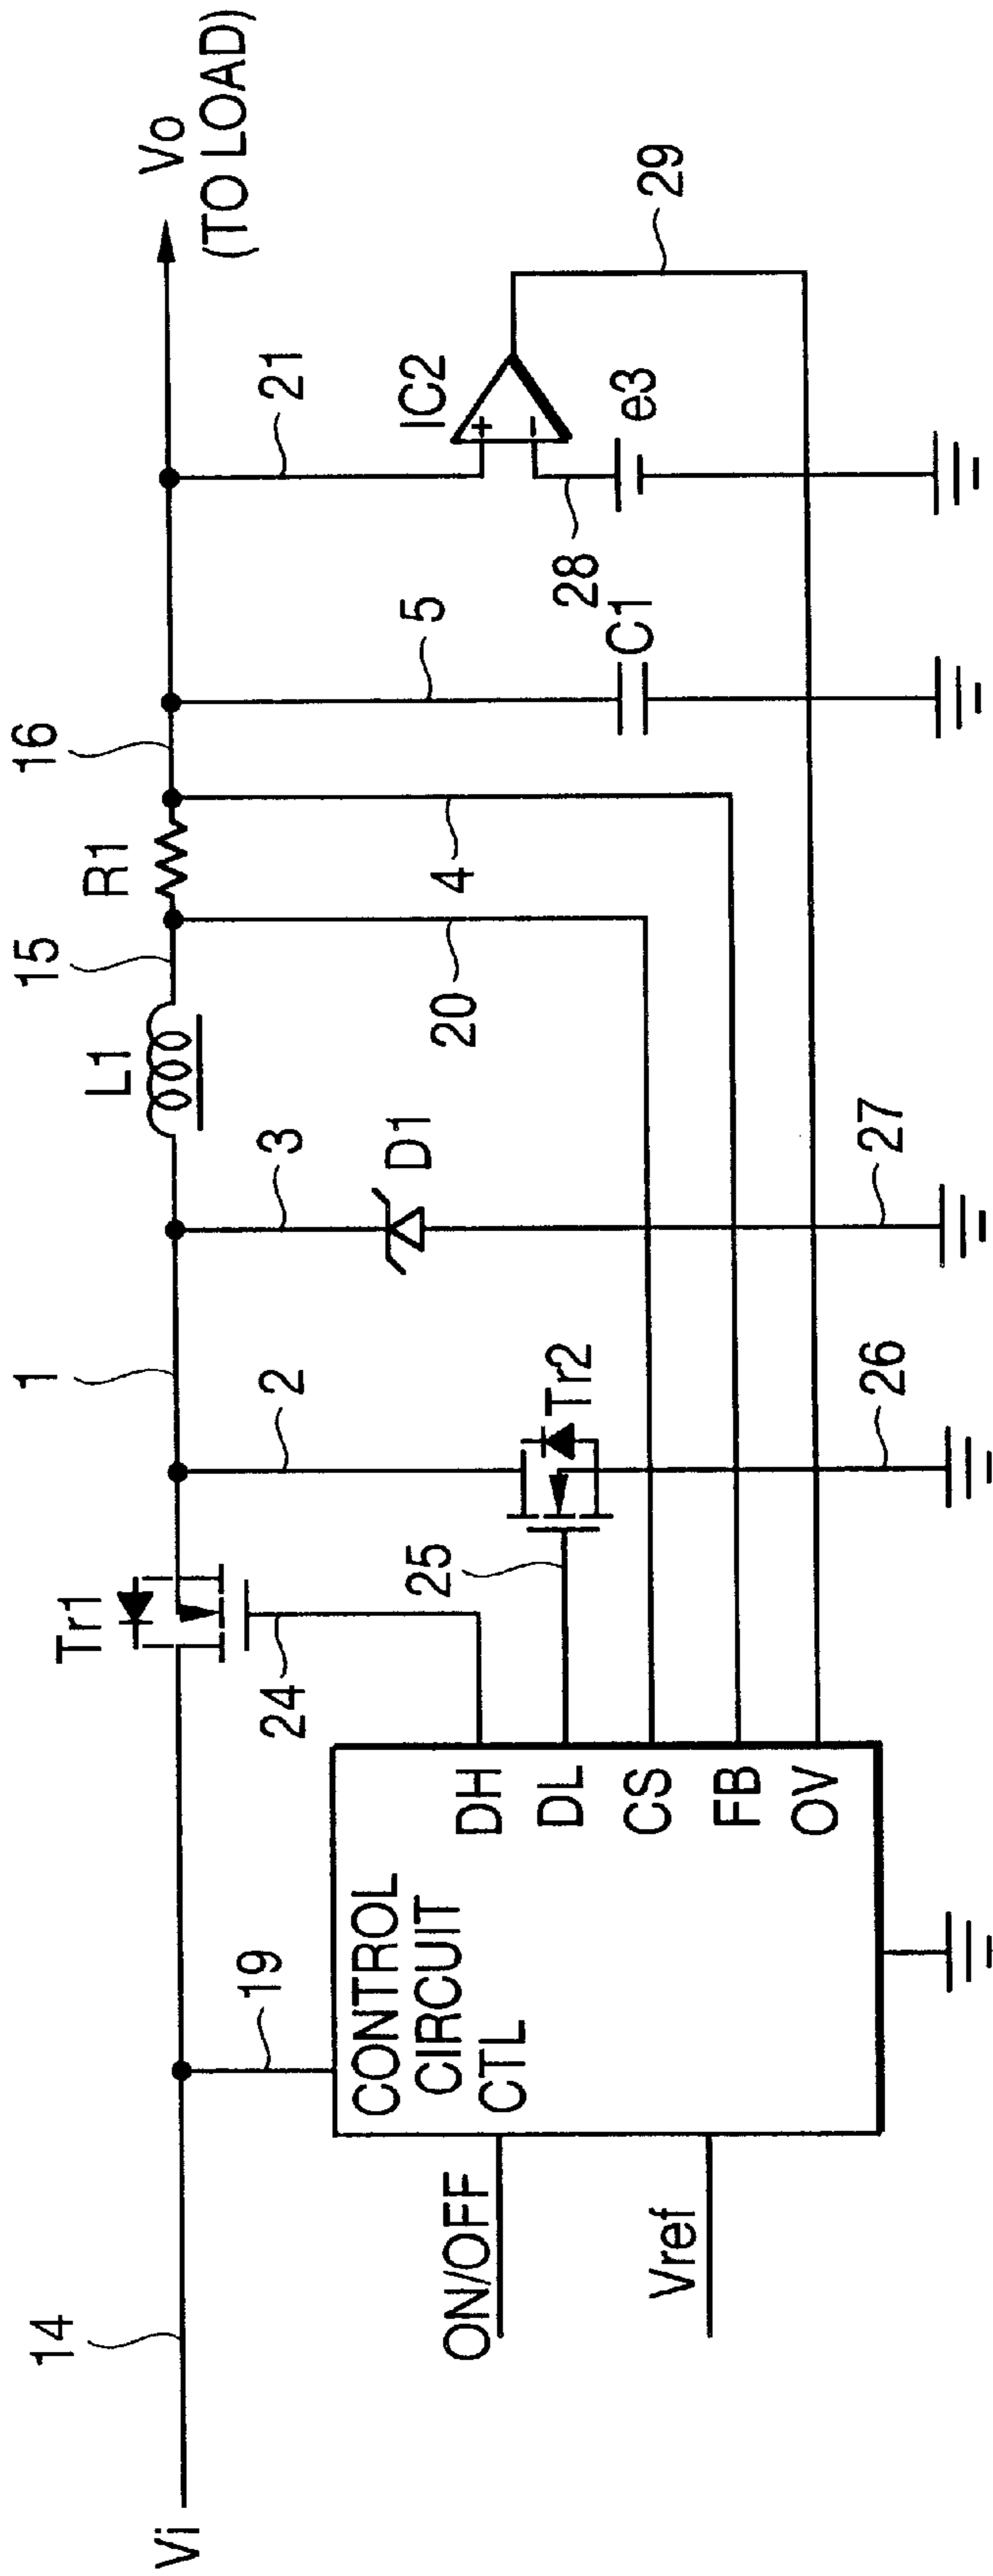 Vi
14
19
Tr1
24
1
2
3
L1
15
R1
16
5
21
Vo
(TO LOAD)
CONTROL
CIRCUIT
CTL
ON/OFF
Vref
DH
DL
CS
FB
OV
25
Tr2
26
D1
27
20
4
C1
28
IC2
+
-
e3
29